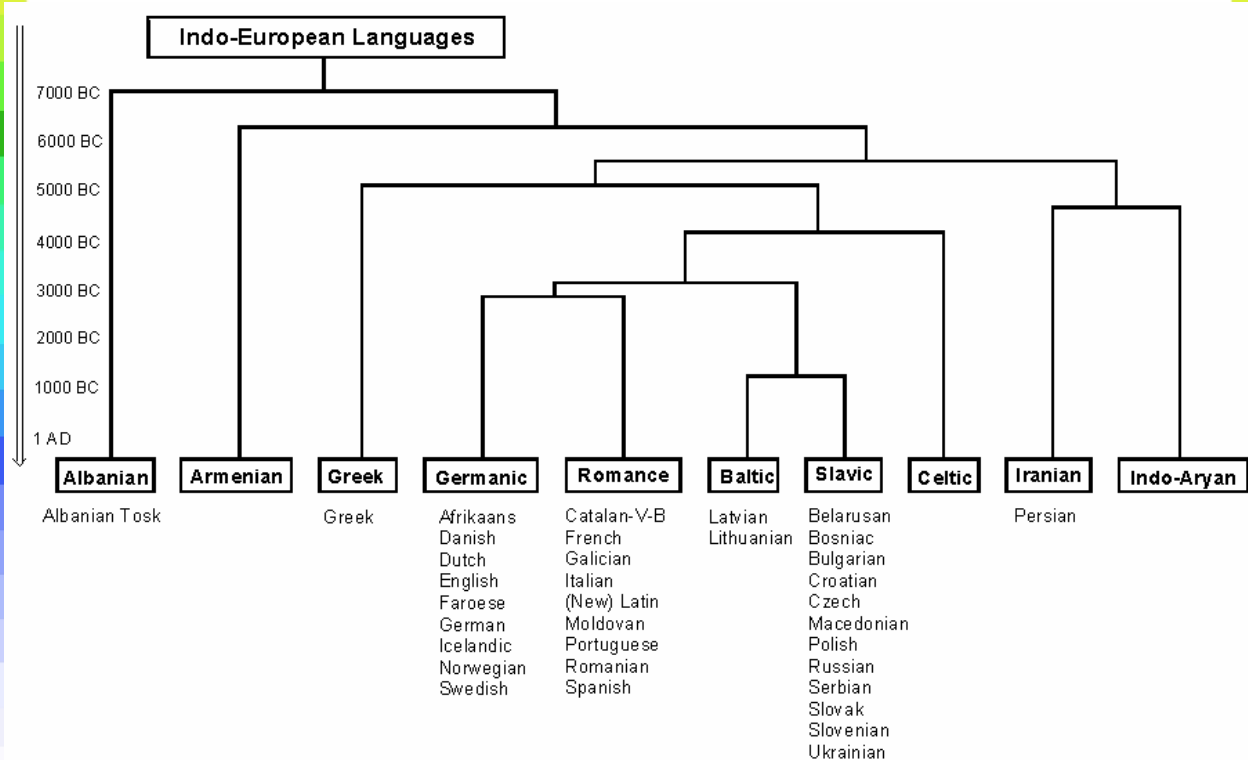 Indo-European Languages
7000 BC
6000 BC
5000 BC
4000 BC
3000 BC
2000 BC
1000 BC
1 AD
Albanian
Armenian
Greek
Germanic
Romance
Baltic
Slavic
Celtic
Iranian
Indo-Aryan
Albanian Tosk
Greek
Afrikaans
Danish
Dutch
English
Faroese
German
Icelandic
Norwegian
Swedish
Catalan-V-B
French
Galician
Italian
(New) Latin
Moldovan
Portuguese
Romanian
Spanish
Latvian
Lithuanian
Belarusan
Bosniac
Bulgarian
Croatian
Czech
Macedonian
Polish
Russian
Serbian
Slovak
Slovenian
Ukrainian
Persian